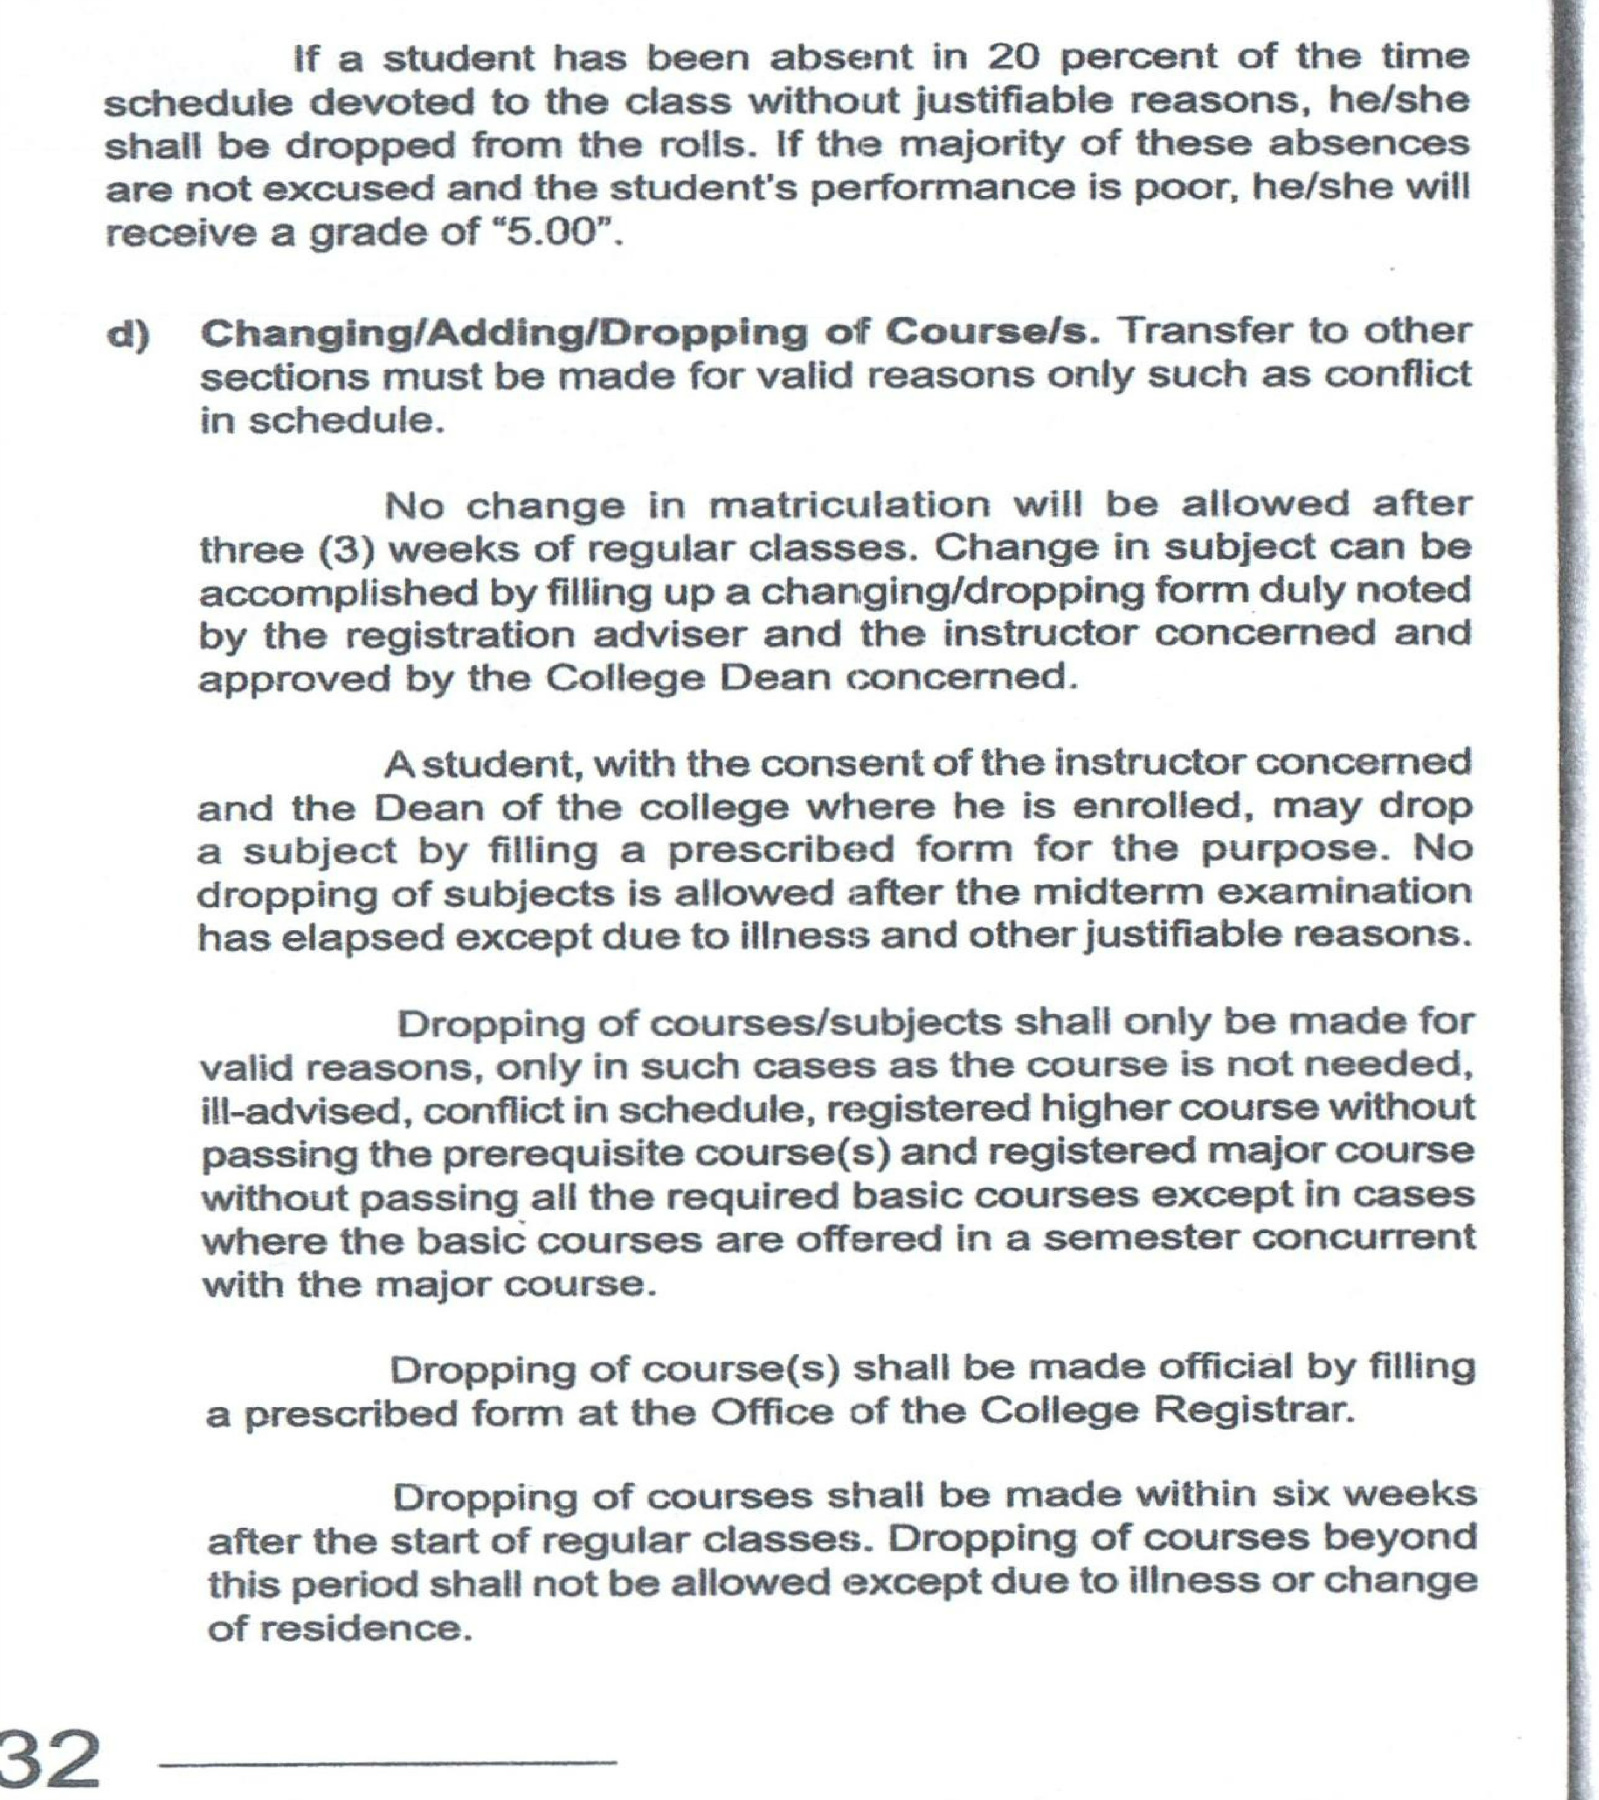 If a student has been absent in 20 percent of the time
schedule devoted to the class without justifiable reasons, he/she
shall be dropped from the rolls. If the majority of these absences
are not excused and the student's performance is poor, he/she will
receive a grade of “5.00”.
d) Changing/Adding/Dropping of Course/s. Transfer to other
sections must be made for valid reasons only such as conflict
in schedule.
No change in matriculation will be allowed after
three (3) weeks of regular classes. Change in subject can be
accomplished by filling up a changing/dropping form duly noted
by the registration adviser and the instructor concerned and
approved by the College Dean concerned.
A student, with the consent of the instructor concerned
and the Dean of the college where he is enrolled, may drop
a subject by filling a prescribed form for the purpose. No
dropping of subjects is allowed after the midterm examination
has elapsed except due to illness and other justifiable reasons.
Dropping of courses/subjects shall only be made for
valid reasons, only in such cases as the course is not needed,
ill-advised, conflict in schedule, registered higher course without
passing the prerequisite course(s) and registered major course
without passing all the required basic courses except in cases
where the basic courses are offered in a semester concurrent
with the major course.
Dropping of course(s) shall be made official by filling
a prescribed form at the Office of the College Registrar.
Dropping of courses shall be made within six weeks
after the start of regular classes. Dropping of courses beyond
this period shall not be allowed except due to illness or change
of residence.
32